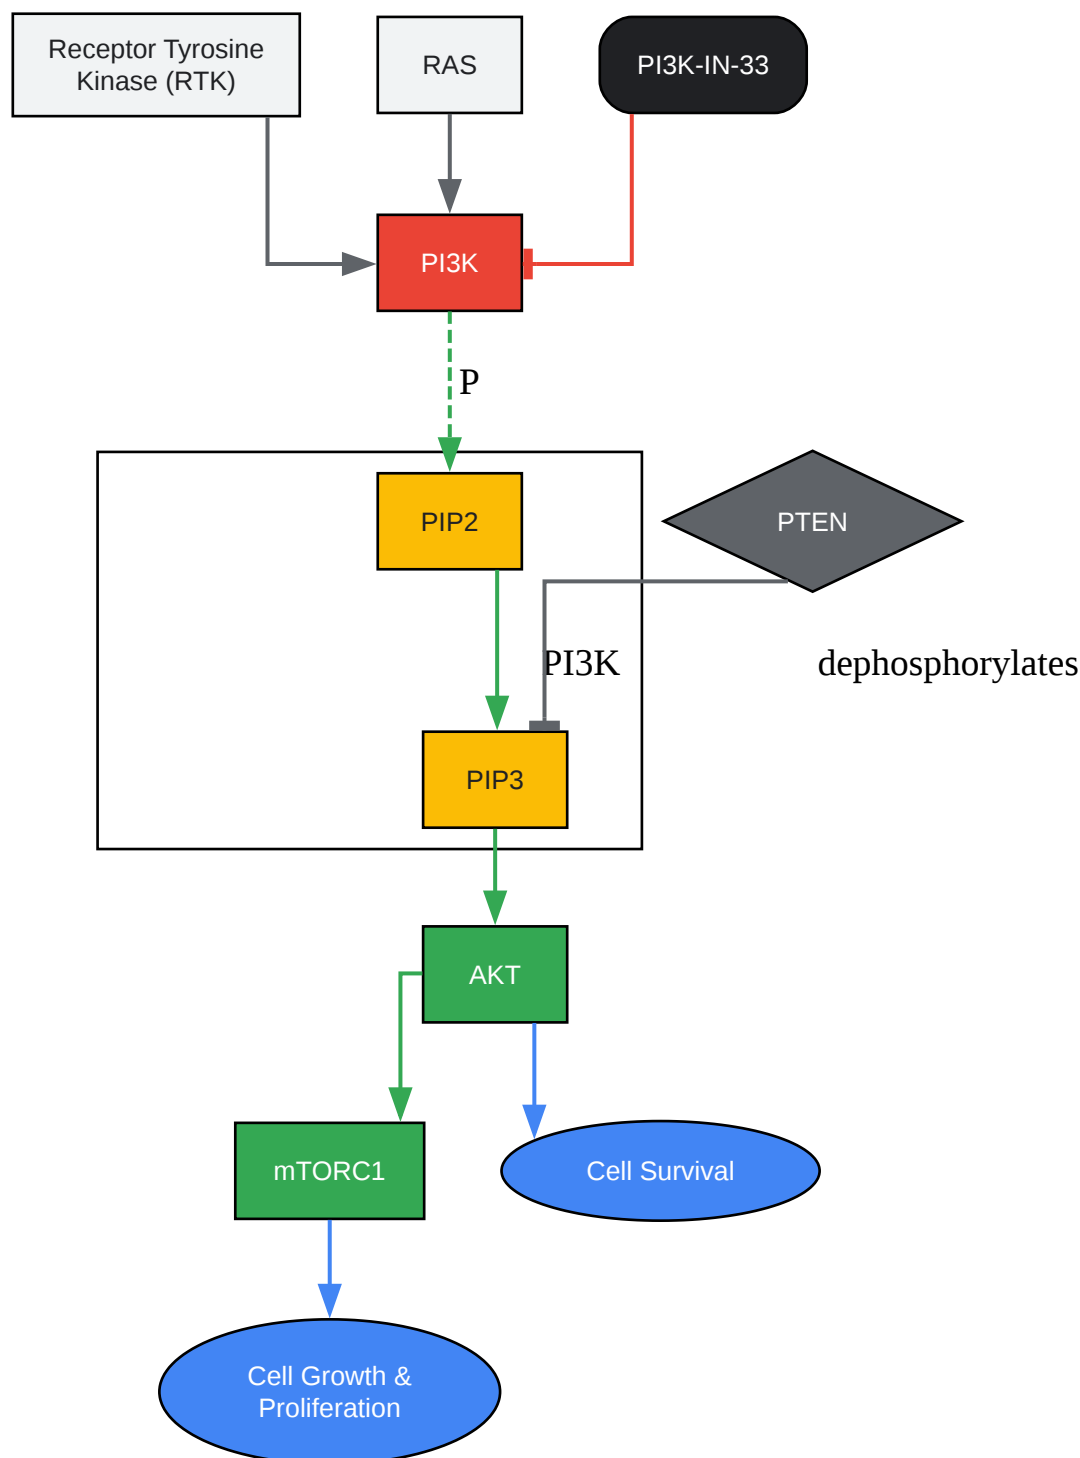 Receptor Tyrosine
Kinase (RTK)
RAS
PI3K-IN-33
PI3K
P
PIP2
PTEN
PI3K
dephosphorylates
PIP3
AKT
mTORC1
Cell Survival
Cell Growth &
Proliferation